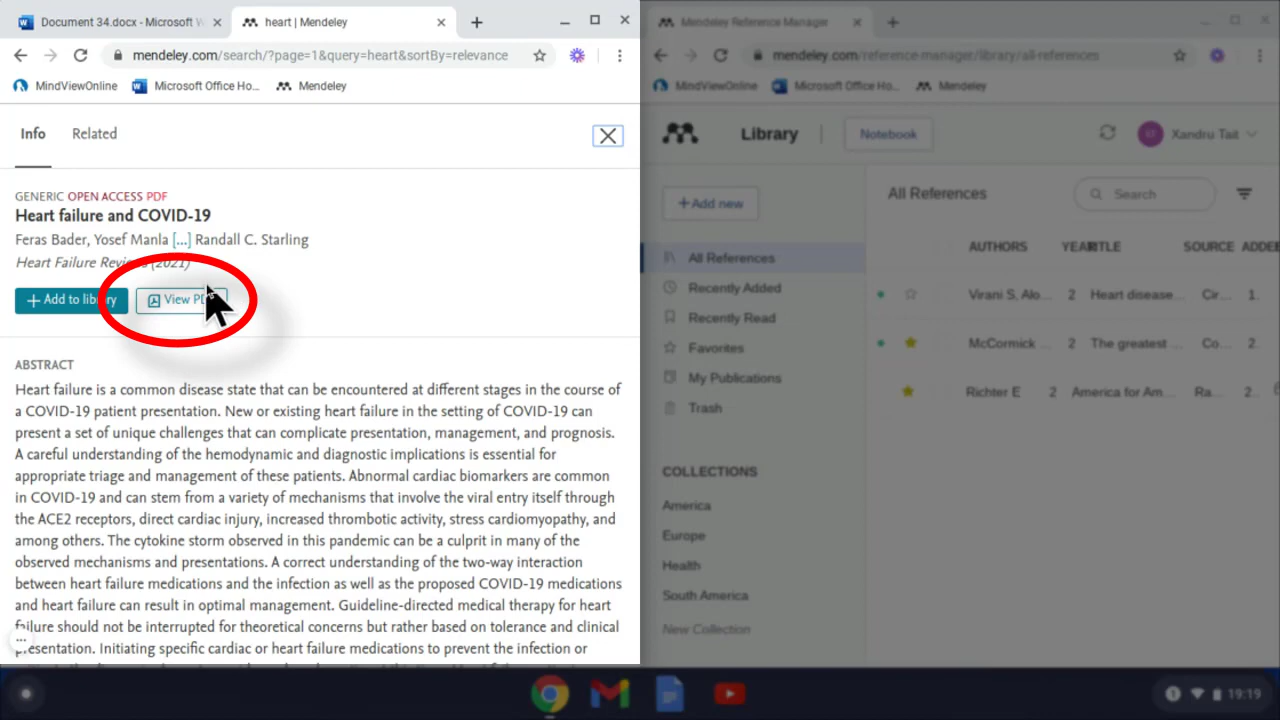 Document 34.docx - Microsoft W
heart | Mendeley
mendeley.com/search/?page=1&query=heart&sortBy=relevance
MindViewOnline
Microsoft Office Ho...
Mendeley
Info
Related
GENERIC OPEN ACCESS PDF
Heart failure and COVID-19
Feras Bader, Yosef Manla [...] Randall C. Starling
Heart Failure Reviews (2021)
+ Add to library
View PD
ABSTRACT
Heart failure is a common disease state that can be encountered at different stages in the course of
a COVID-19 patient presentation. New or existing heart failure in the setting of COVID-19 can
present a set of unique challenges that can complicate presentation, management, and prognosis.
A careful understanding of the hemodynamic and diagnostic implications is essential for
appropriate triage and management of these patients. Abnormal cardiac biomarkers are common
in COVID-19 and can stem from a variety of mechanisms that involve the viral entry itself through
the ACE2 receptors, direct cardiac injury, increased thrombotic activity, stress cardiomyopathy, and
among others. The cytokine storm observed in this pandemic can be a culprit in many of the
observed mechanisms and presentations. A correct understanding of the two-way interaction
between heart failure medications and the infection as well as the proposed COVID-19 medications
and heart failure can result in optimal management. Guideline-directed medical therapy for heart
failure should not be interrupted for theoretical concerns but rather based on tolerance and clinical
presentation. Initiating specific cardiac or heart failure medications to prevent the infection or
...
Mendeley Reference Manager
mendeley.com/reference-manager/library/all-references
MindViewOnline
Microsoft Office Ho...
Mendeley
Library
Notebook
Xandru Tait
+Add new
All References
Search
All References
Recently Added
Recently Read
Favorites
My Publications
Trash
COLLECTIONS
America
Europe
Health
South America
New Collection
AUTHORS YEAR TITLE SOURCE ADDE
Virani S, Alo... 2 Heart disease... Cir... 1.
McCormick ... 2 The greatest ... Co... 2.
Richter E 2 America for Am... Ra... 2.
1
19:19